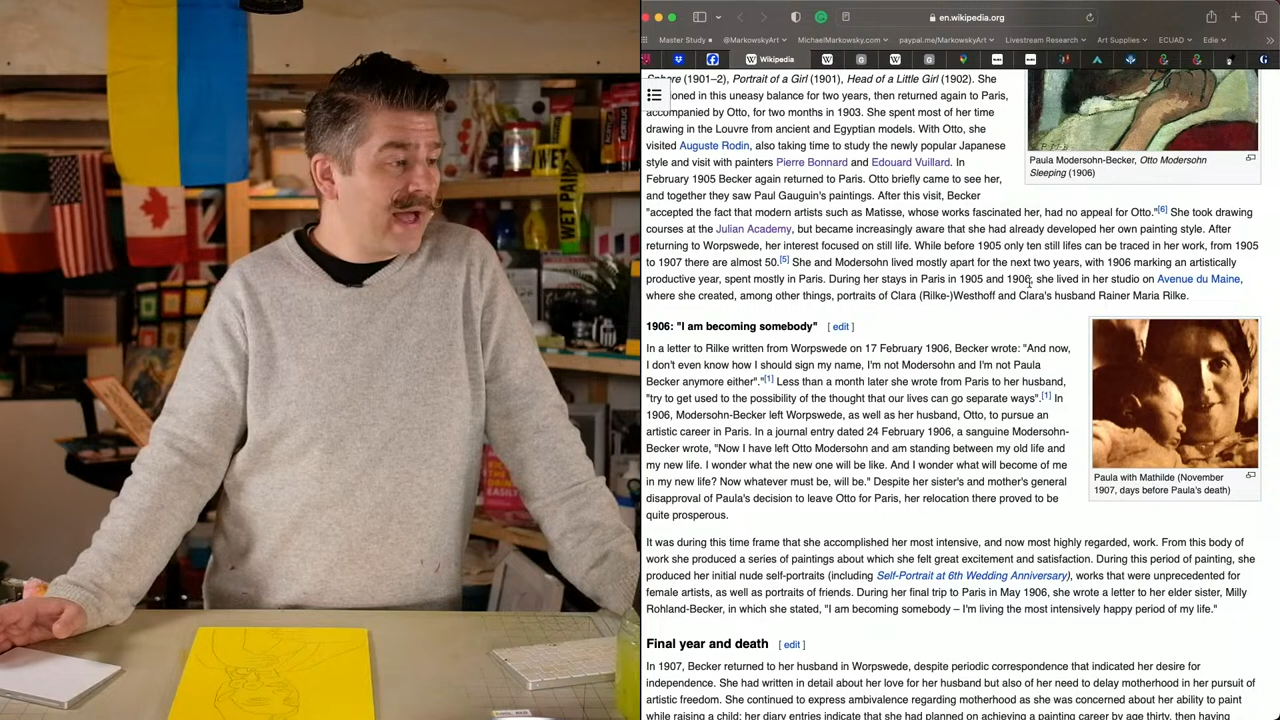 en.wikipedia.org
Master Study
@MarkowskyArt
MichaelMarkowsky.com
paypal.me/MarkowskyArt
Livestream Research
Art Supplies
ECUAD
Edie
Wikipedia
Sphere (1901–2), Portrait of a Girl (1901), Head of a Little Girl (1902). She
in this uneasy balance for two years, then returned again to Paris,
accompanied by Otto, for two months in 1903. She spent most of her time
drawing in the Louvre from ancient and Egyptian models. With Otto, she
visited Auguste Rodin, also taking time to study the newly popular Japanese
style and visit with painters Pierre Bonnard and Edouard Vuillard. In
February 1905 Becker again returned to Paris. Otto briefly came to see her,
and together they saw Paul Gauguin's paintings. After this visit, Becker
"accepted the fact that modern artists such as Matisse, whose works fascinated her, had no appeal for Otto."[6] She took drawing
courses at the Julian Academy, but became increasingly aware that she had already developed her own painting style. After
returning to Worpswede, her interest focused on still life. While before 1905 only ten still lifes can be traced in her work, from 1905
to 1907 there are almost 50.[5] She and Modersohn lived mostly apart for the next two years, with 1906 marking an artistically
productive year, spent mostly in Paris. During her stays in Paris in 1905 and 1906, she lived in her studio on Avenue du Maine,
where she created, among other things, portraits of Clara (Rilke-)Westhoff and Clara's husband Rainer Maria Rilke.
Paula Modersohn-Becker, Otto Modersohn
Sleeping (1906)
1906: "I am becoming somebody" [ edit ]
In a letter to Rilke written from Worpswede on 17 February 1906, Becker wrote: "And now,
I don't even know how I should sign my name, I'm not Modersohn and I'm not Paula
Becker anymore either"."[1] Less than a month later she wrote from Paris to her husband,
"try to get used to the possibility of the thought that our lives can go separate ways".[1] In
1906, Modersohn-Becker left Worpswede, as well as her husband, Otto, to pursue an
artistic career in Paris. In a journal entry dated 24 February 1906, a sanguine Modersohn-
Becker wrote, "Now I have left Otto Modersohn and am standing between my old life and
my new life. I wonder what the new one will be like. And I wonder what will become of me
in my new life? Now whatever must be, will be." Despite her sister's and mother's general
disapproval of Paula's decision to leave Otto for Paris, her relocation there proved to be
quite prosperous.
Paula with Mathilde (November
1907, days before Paula's death)
It was during this time frame that she accomplished her most intensive, and now most highly regarded, work. From this body of
work she produced a series of paintings about which she felt great excitement and satisfaction. During this period of painting, she
produced her initial nude self-portraits (including Self-Portrait at 6th Wedding Anniversary), works that were unprecedented for
female artists, as well as portraits of friends. During her final trip to Paris in May 1906, she wrote a letter to her elder sister, Milly
Rohland-Becker, in which she stated, "I am becoming somebody – I'm living the most intensively happy period of my life."
Final year and death [ edit ]
In 1907, Becker returned to her husband in Worpswede, despite periodic correspondence that indicated her desire for
independence. She had written in detail about her love for her husband but also of her need to delay motherhood in her pursuit of
artistic freedom. She continued to express ambivalence regarding motherhood as she was concerned about her ability to paint
while raising a child; her diary entries indicate that she had planned on achieving a painting career by age thirty, then having
WET PAINT
WE